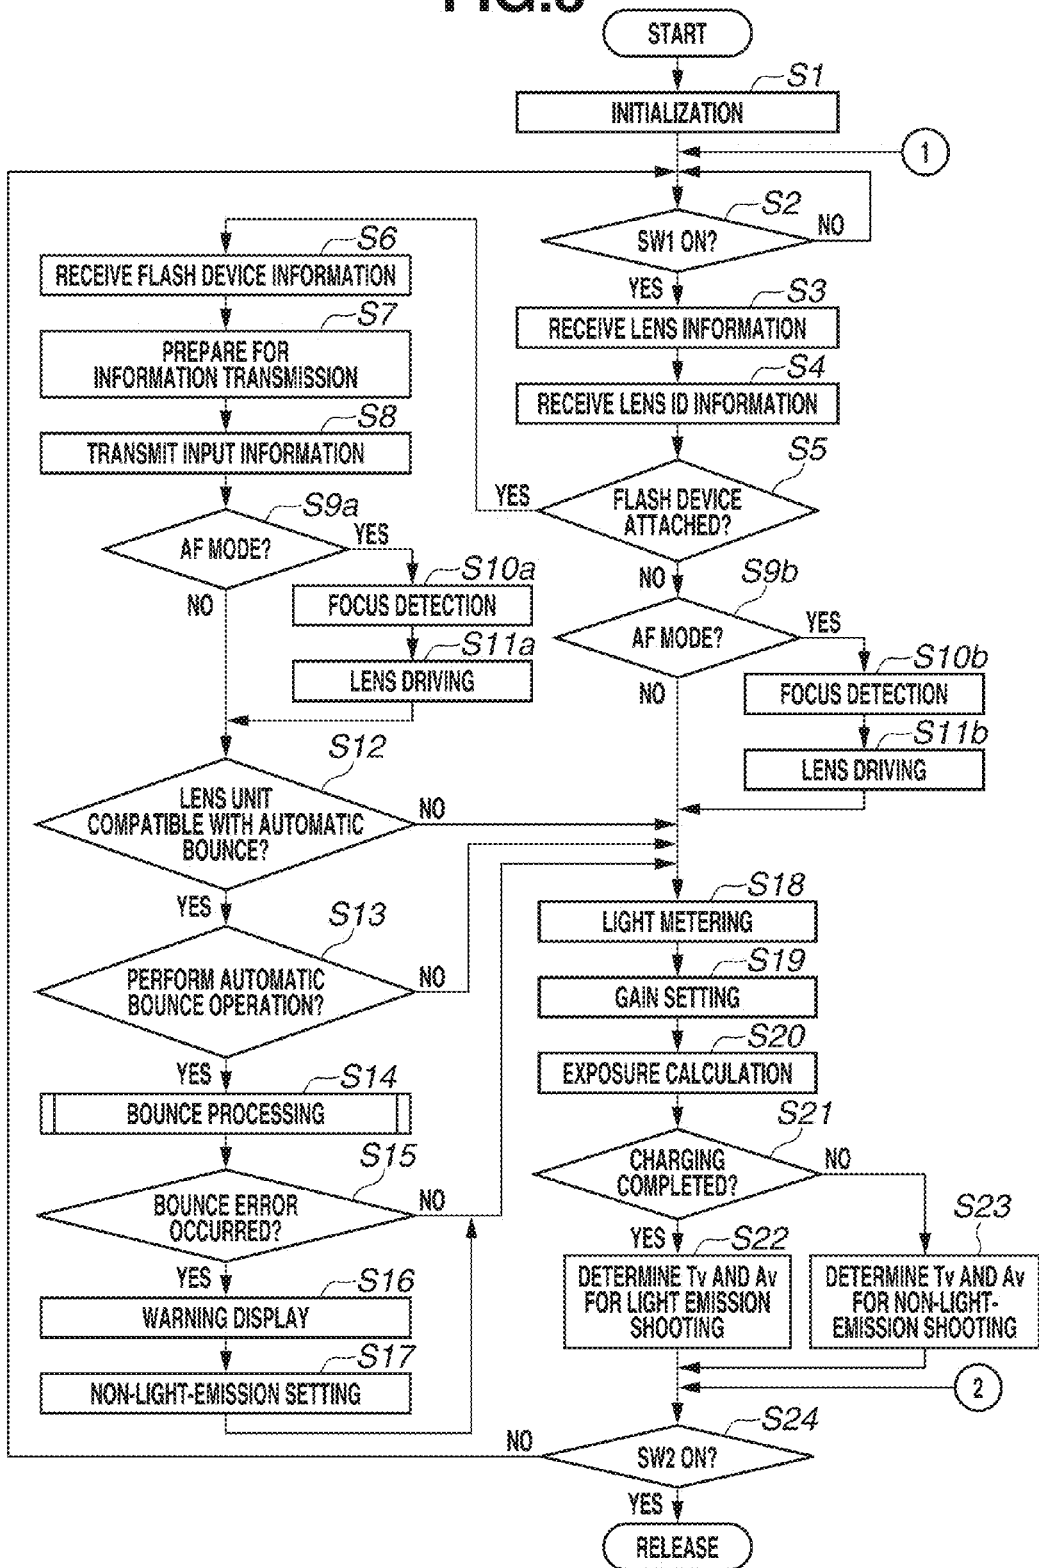 START
S1
INITIALIZATION
1
S2
SW1 ON?
NO
YES
S3
RECEIVE LENS INFORMATION
S4
RECEIVE LENS ID INFORMATION
S5
FLASH DEVICE
ATTACHED?
YES
NO
S6
RECEIVE FLASH DEVICE INFORMATION
S7
PREPARE FOR
INFORMATION TRANSMISSION
S8
TRANSMIT INPUT INFORMATION
S9a
AF MODE?
YES
NO
S10a
FOCUS DETECTION
S11a
LENS DRIVING
S9b
AF MODE?
YES
NO
S10b
FOCUS DETECTION
S11b
LENS DRIVING
S12
LENS UNIT
COMPATIBLE WITH AUTOMATIC
BOUNCE?
NO
YES
S13
PERFORM AUTOMATIC
BOUNCE OPERATION?
NO
YES
S14
BOUNCE PROCESSING
S15
BOUNCE ERROR
OCCURRED?
NO
YES
S16
WARNING DISPLAY
S17
NON-LIGHT-EMISSION SETTING
S18
LIGHT METERING
S19
GAIN SETTING
S20
EXPOSURE CALCULATION
S21
CHARGING
COMPLETED?
NO
YES
S22
DETERMINE Tv AND Av
FOR LIGHT EMISSION
SHOOTING
S23
DETERMINE Tv AND Av
FOR NON-LIGHT-
EMISSION SHOOTING
2
S24
SW2 ON?
NO
YES
RELEASE